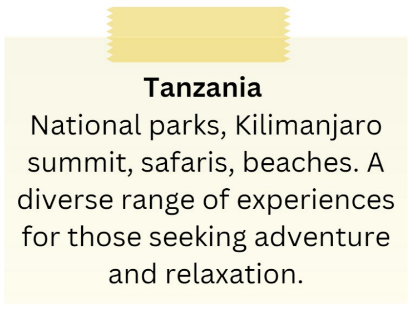 Tanzania
National parks, Kilimanjaro
summit, safaris, beaches. A
diverse range of experiences
for those seeking adventure
and relaxation.